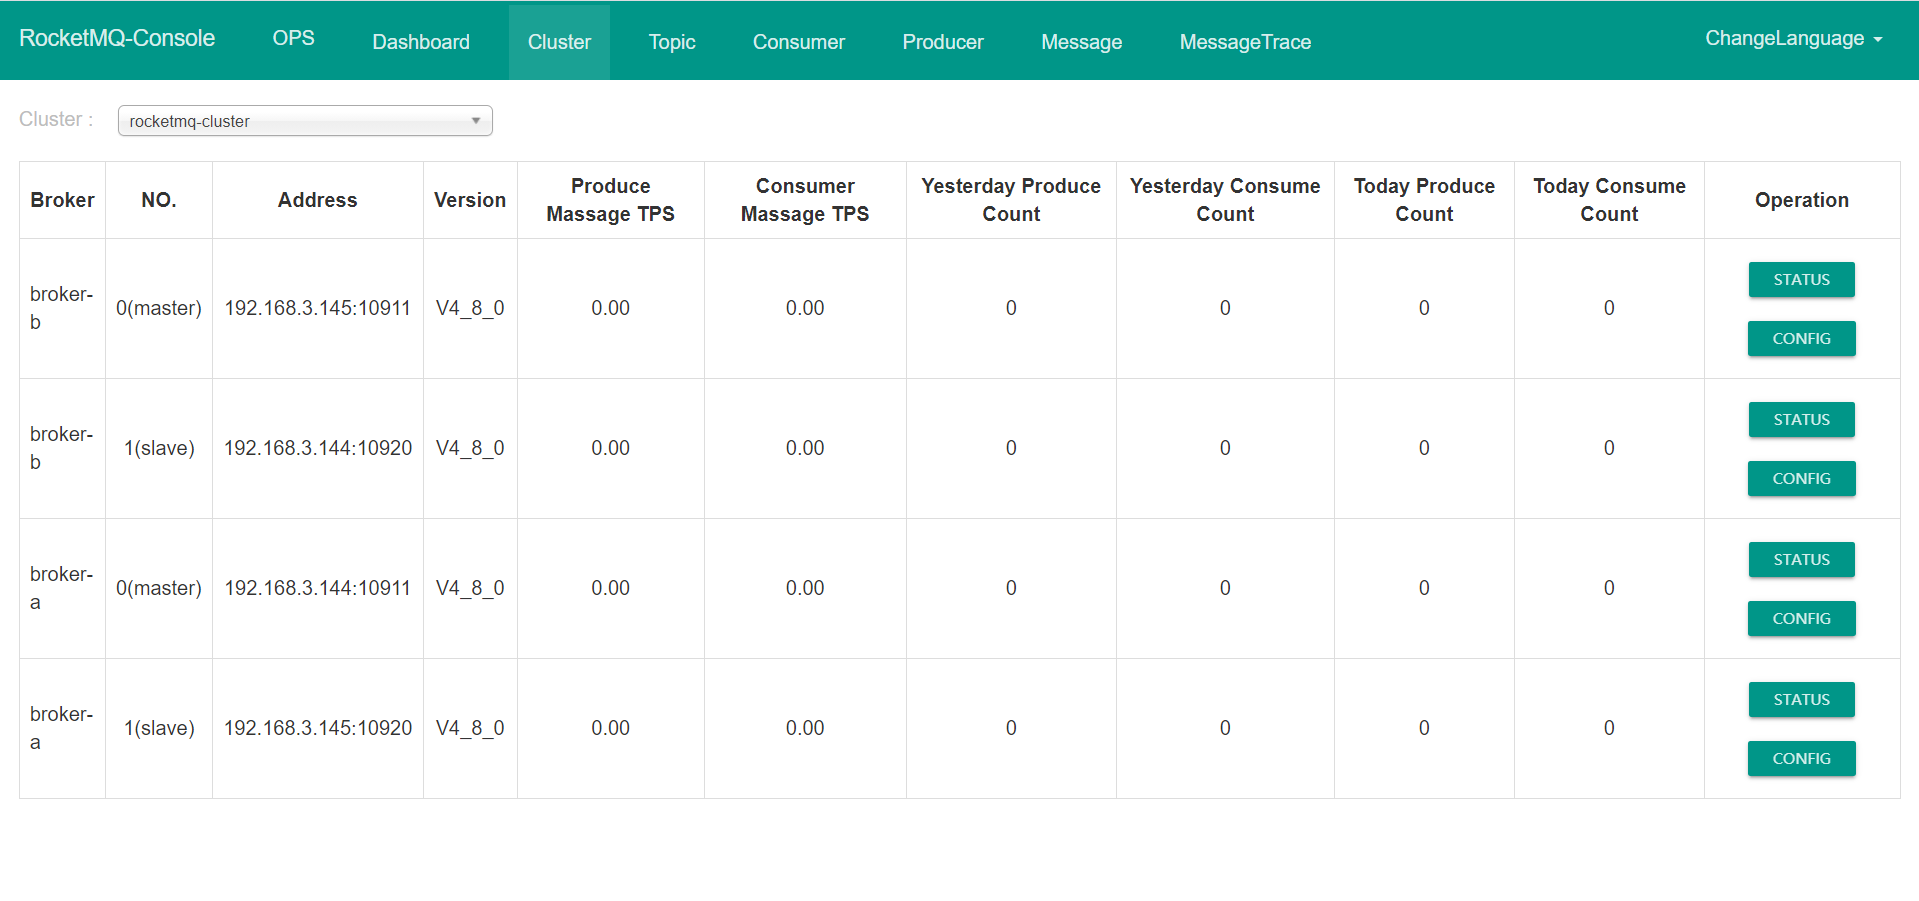 RocketMQ-Console OPS Dashboard Cluster Topic Consumer Producer Message MessageTrace ChangeLanguage
Cluster : rocketmq-cluster
Broker NO. Address Version Produce Massage TPS Consumer Massage TPS Yesterday Produce Count Yesterday Consume Count Today Produce Count Today Consume Count Operation
broker-b 0(master) 192.168.3.145:10911 V4_8_0 0.00 0.00 0 0 0 0 STATUS
CONFIG
broker-b 1(slave) 192.168.3.144:10920 V4_8_0 0.00 0.00 0 0 0 0 STATUS
CONFIG
broker-a 0(master) 192.168.3.144:10911 V4_8_0 0.00 0.00 0 0 0 0 STATUS
CONFIG
broker-a 1(slave) 192.168.3.145:10920 V4_8_0 0.00 0.00 0 0 0 0 STATUS
CONFIG